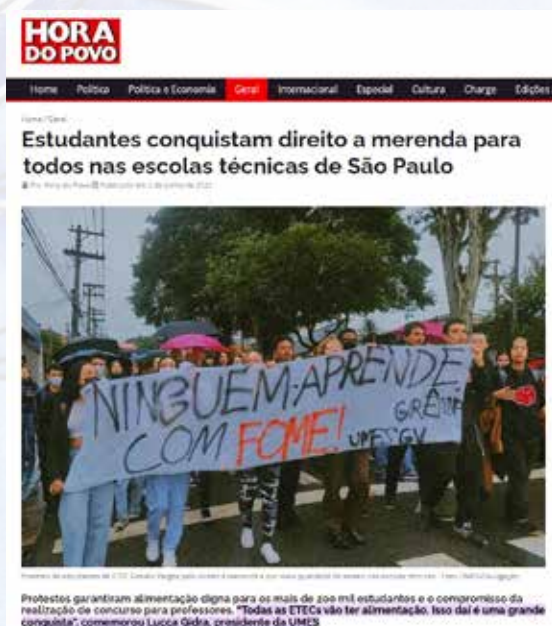 HORA
DO POVO
Home Política Política e Economia Geral Internacional Especial Cultura Charge Edições
Home / Geral
Estudantes conquistam direito a merenda para
todos nas escolas técnicas de São Paulo
NINGUEM APRENDE
COM FOME!
GRÊMIO
UMES GV
Protestos garantiram alimentação digna para os mais de 200 mil estudantes e o compromisso da
realização de concurso para professores. "Todas as ETECs vão ter alimentação. Isso daí é uma grande
conquista", comemorou Lucca Gidra, presidente da UMES